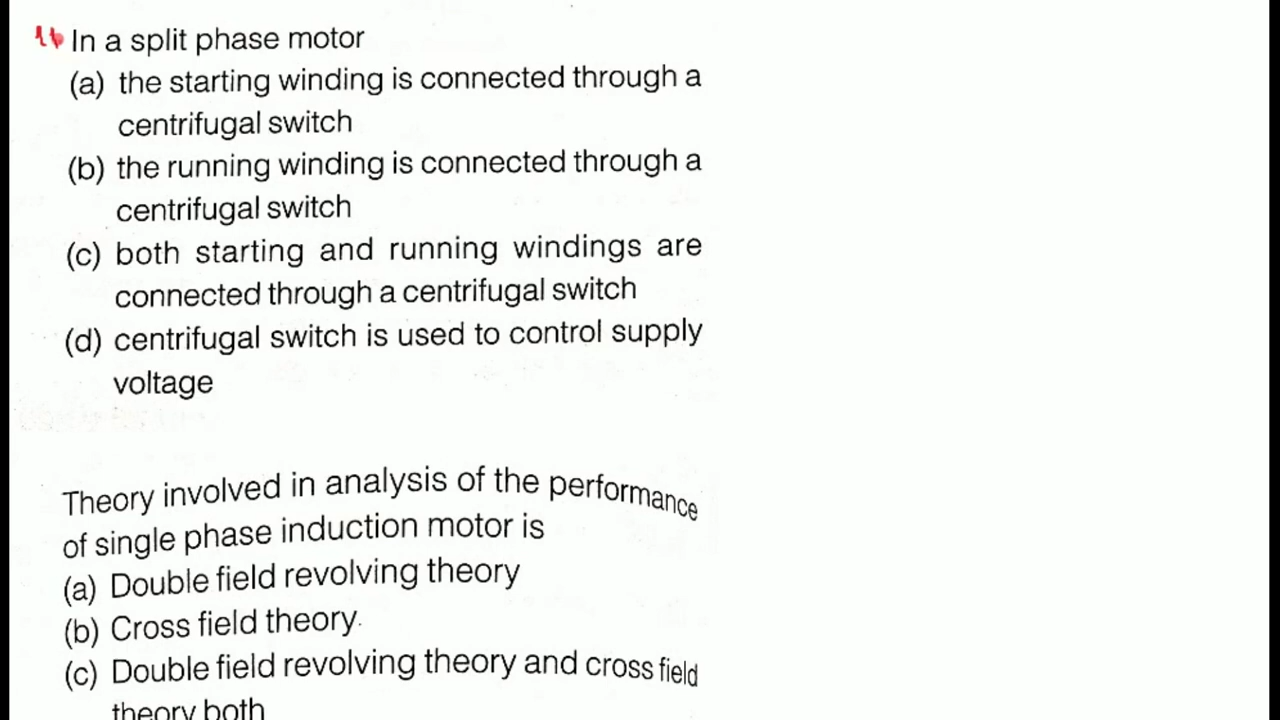 In a split phase motor
(a) the starting winding is connected through a
centrifugal switch
(b) the running winding is connected through a
centrifugal switch
(c) both starting and running windings are
connected through a centrifugal switch
(d) centrifugal switch is used to control supply
voltage
Theory involved in analysis of the performance
of single phase induction motor is
(a) Double field revolving theory
(b) Cross field theory.
(c) Double field revolving theory and cross field
theory both